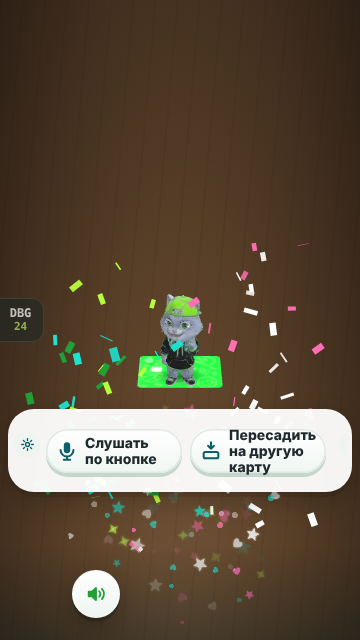 DBG
24
Слушать
по кнопке
Пересадить
на другую
карту